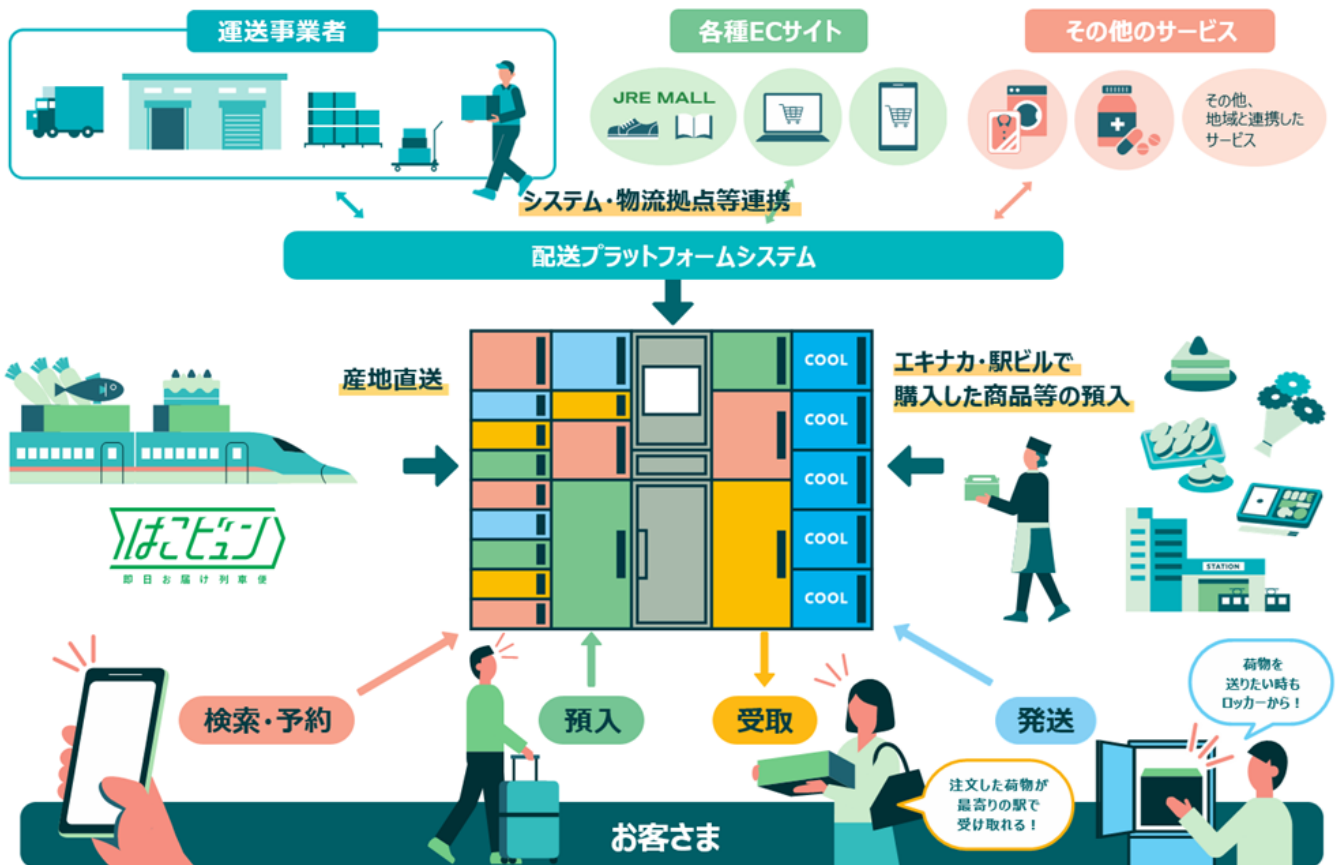 運送事業者
各種ECサイト
その他のサービス
JRE MALL
その他、
地域と連携した
サービス
システム・物流拠点等連携
配送プラットフォームシステム
産地直送
COOL
エキナカ・駅ビルで
購入した商品等の預入
COOL
COOL
COOL
COOL
はこビュン
即日お届け列車便
STATION
検索・予約
預入
受取
発送
荷物を
送りたい時も
ロッカーから！
注文した荷物が
最寄りの駅で
受け取れる！
お客さま